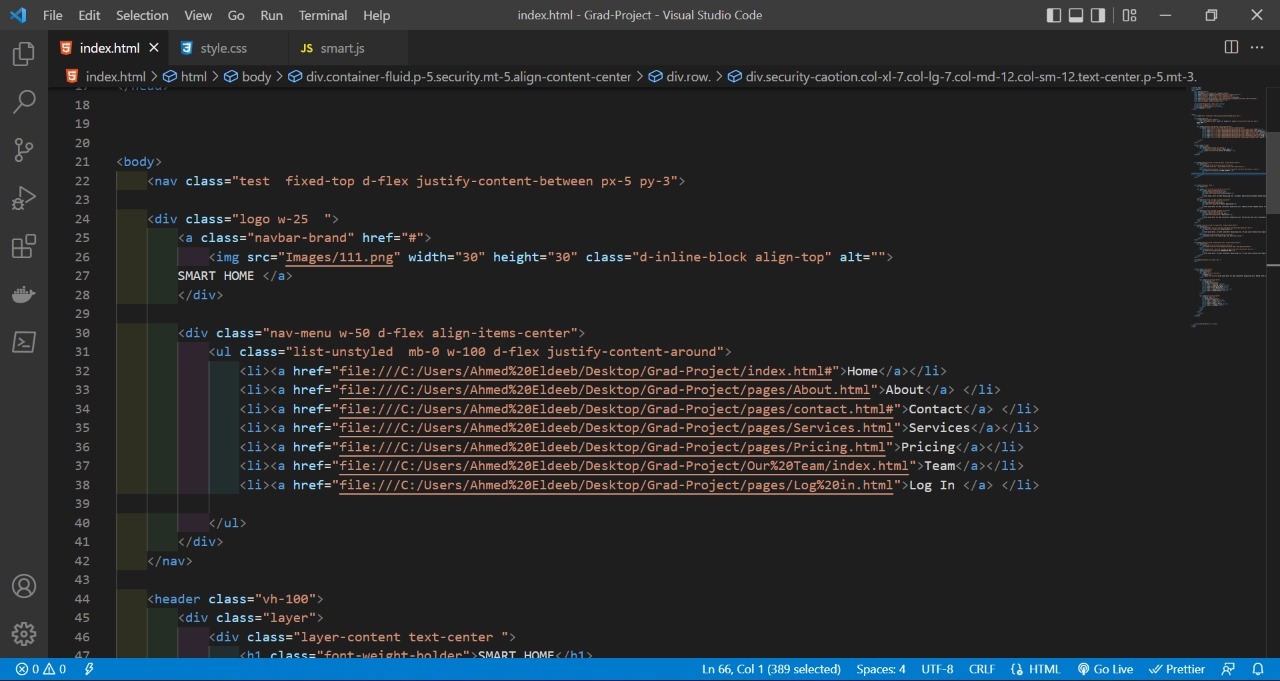 File Edit Selection View Go Run Terminal Help index.html - Grad-Project - Visual Studio Code
index.html style.css JS smart.js
index.html > html > body > div.container-fluid.p-5.security.mt-5.align-content-center > div.row. > div.security-caotion.col-xl-7.col-lg-7.col-md-12.col-sm-12.text-center.p-5.mt-3.
17 </head>
18
19
20
21 <body>
22 <nav class="test  fixed-top d-flex justify-content-between px-5 py-3">
23
24 <div class="logo w-25  ">
25 <a class="navbar-brand" href="#">
26 <img src="Images/111.png" width="30" height="30" class="d-inline-block align-top" alt="">
27 SMART HOME </a>
28 </div>
29
30 <div class="nav-menu w-50 d-flex align-items-center">
31 <ul class="list-unstyled  mb-0 w-100 d-flex justify-content-around">
32 <li><a href="file:///C:/Users/Ahmed%20Eldeeb/Desktop/Grad-Project/index.html#">Home</a></li>
33 <li><a href="file:///C:/Users/Ahmed%20Eldeeb/Desktop/Grad-Project/pages/About.html">About</a> </li>
34 <li><a href="file:///C:/Users/Ahmed%20Eldeeb/Desktop/Grad-Project/pages/contact.html#">Contact</a> </li>
35 <li><a href="file:///C:/Users/Ahmed%20Eldeeb/Desktop/Grad-Project/pages/Services.html">Services</a></li>
36 <li><a href="file:///C:/Users/Ahmed%20Eldeeb/Desktop/Grad-Project/pages/Pricing.html">Pricing</a></li>
37 <li><a href="file:///C:/Users/Ahmed%20Eldeeb/Desktop/Grad-Project/Our%20Team/index.html">Team</a></li>
38 <li><a href="file:///C:/Users/Ahmed%20Eldeeb/Desktop/Grad-Project/pages/Log%20in.html">Log In </a> </li>
39
40 </ul>
41 </div>
42 </nav>
43
44 <header class="vh-100">
45 <div class="layer">
46 <div class="layer-content text-center ">
47 <h1 class="font-weight-bolder">SMART HOME</h1>
0 0 Ln 66, Col 1 (389 selected) Spaces: 4 UTF-8 CRLF HTML Go Live Prettier